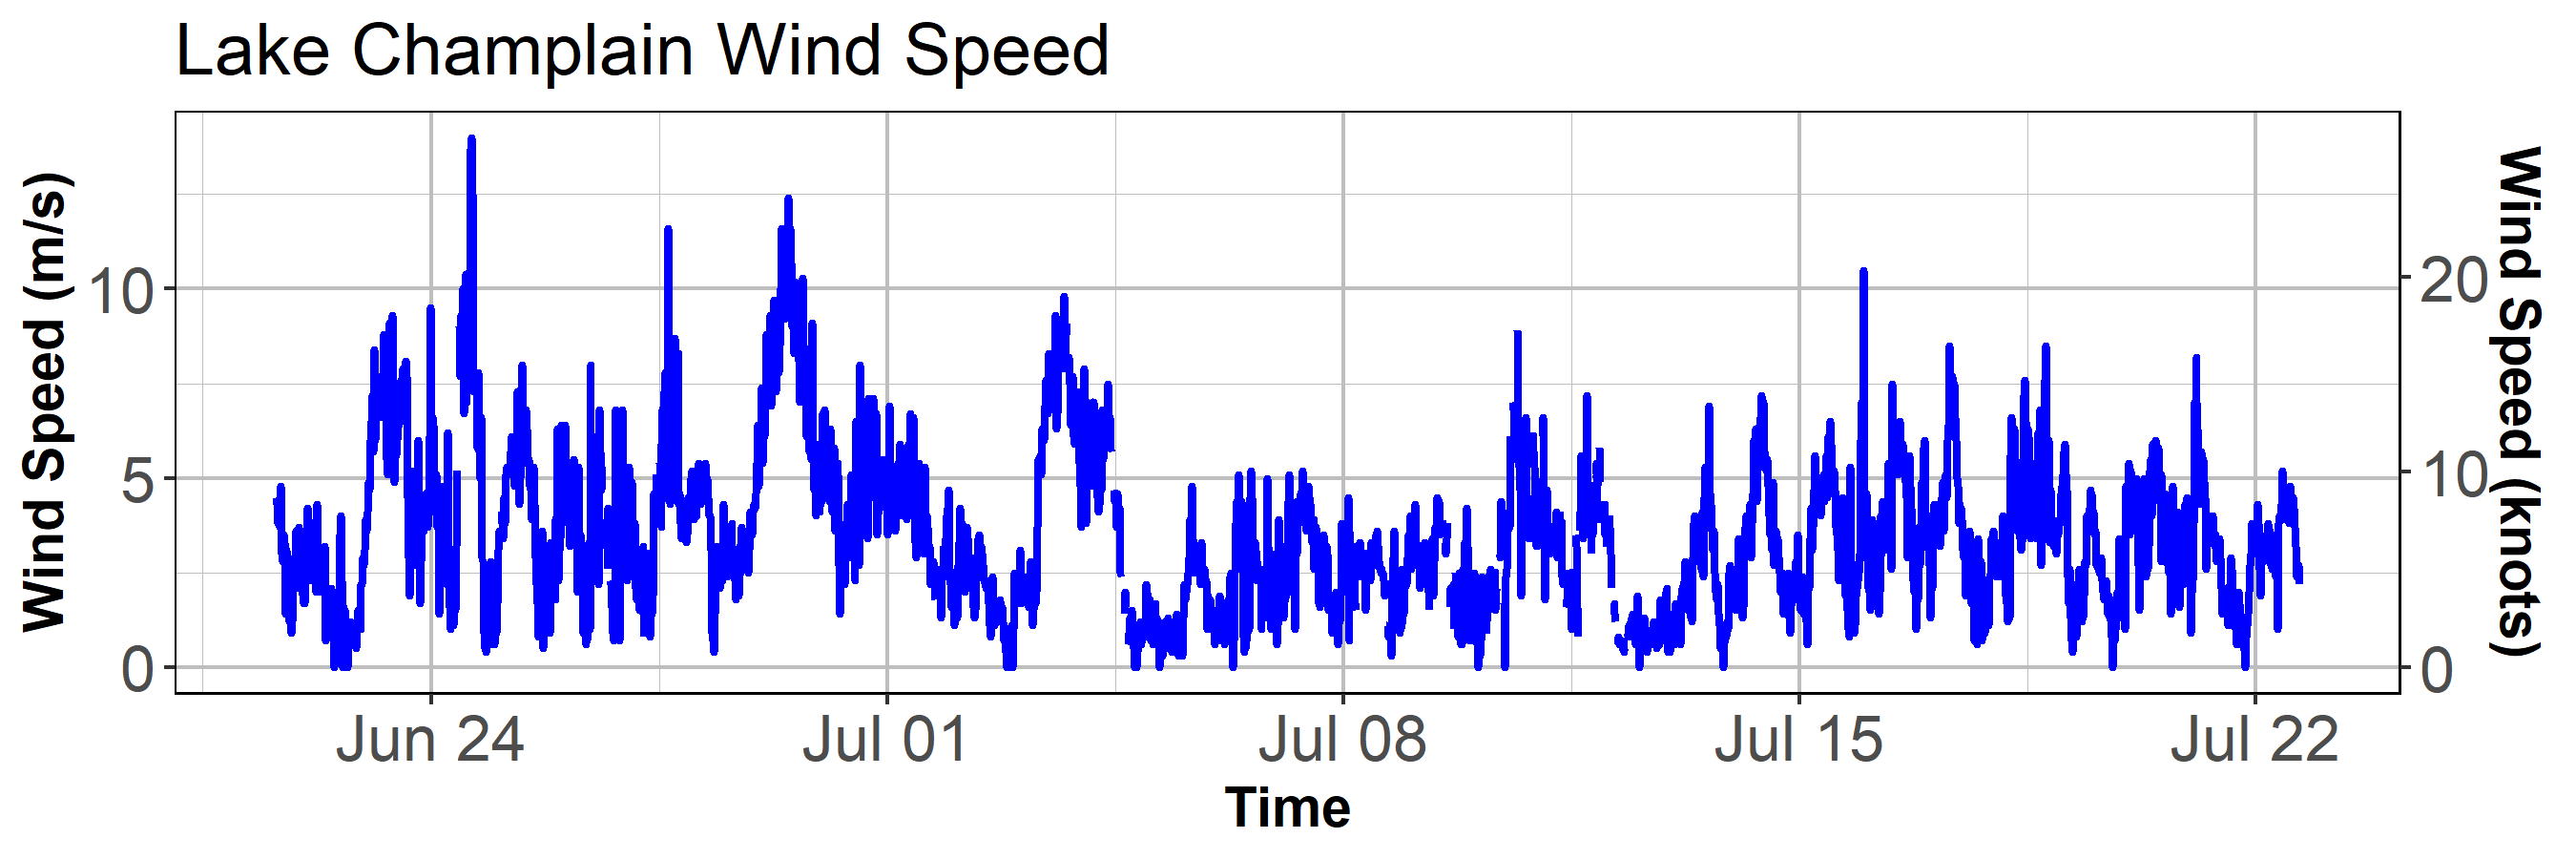 Lake Champlain Wind Speed
Wind Speed (m/s)
10
5
0
20
10
0
Wind Speed (knots)
Jun 24
Jul 01
Jul 08
Jul 15
Jul 22
Time